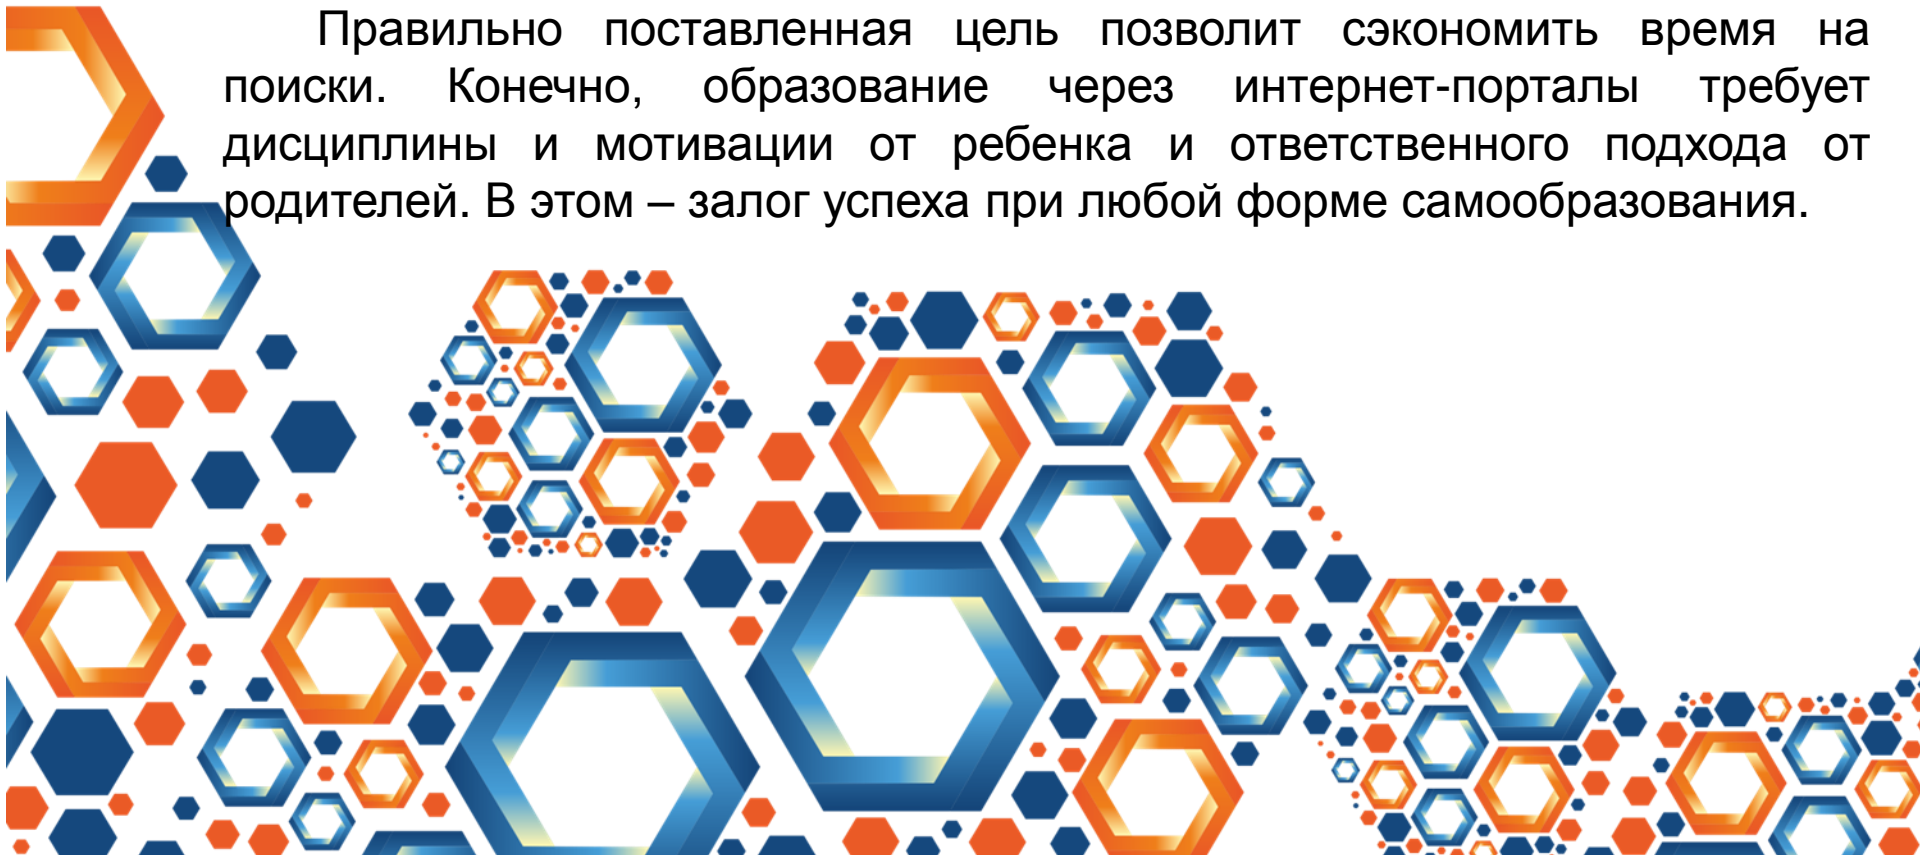 Правильно поставленная цель позволит сэкономить время на
поиски. Конечно, образование через интернет-порталы требует
дисциплины и мотивации от ребенка и ответственного подхода от
родителей. В этом – залог успеха при любой форме самообразования.